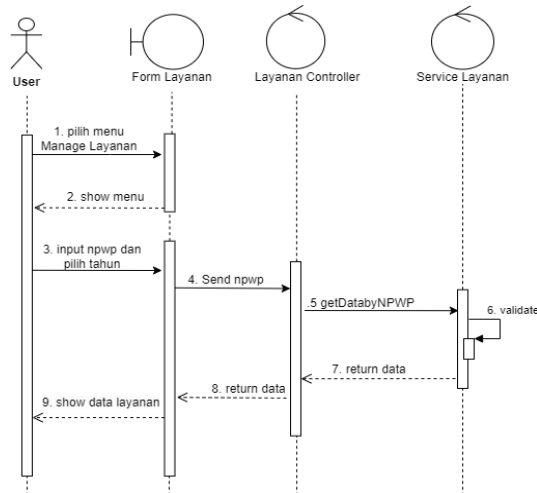 User
Form Layanan
Layanan Controller
Service Layanan
1. pilih menu
Manage Layanan
2. show menu
3. input npwp dan
pilih tahun
4. Send npwp
.5 getDatabyNPWP
6. validate
7. return data
8. return data
9. show data layanan